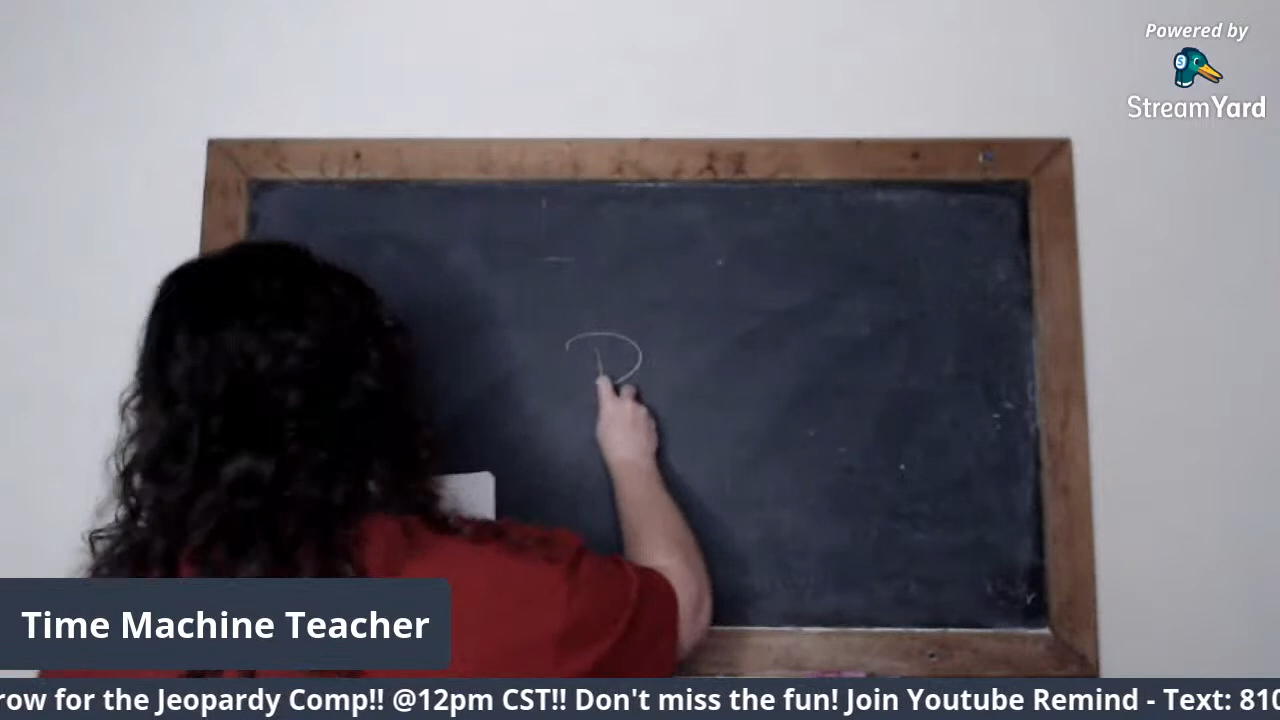 Powered by
StreamYard
Time Machine Teacher
row for the Jeopardy Comp!! @12pm CST!! Don't miss the fun! Join Youtube Remind - Text: 810